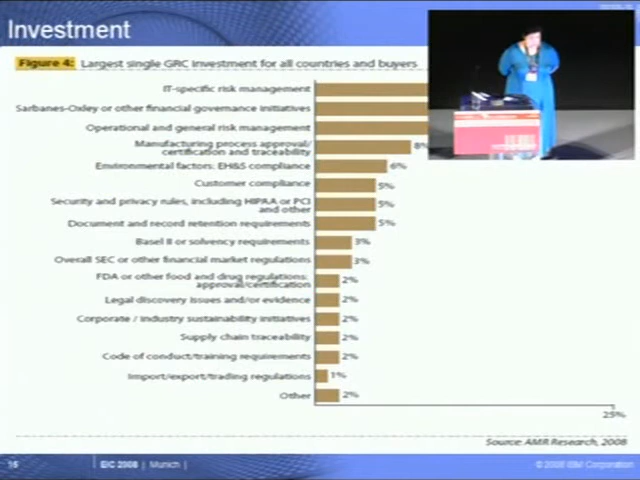 Investment
Figure 4: Largest single GRC investment for all countries and buyers
IT-specific risk management
Sarbanes-Oxley or other financial governance initiatives
Operational and general risk management
Manufacturing process approval/
certification and traceability
8%
Environmental factors: EH&S compliance 6%
Customer compliance 5%
Security and privacy rules, including HIPAA or PCI
and other
5%
Document and record retention requirements 5%
Basel II or solvency requirements 3%
Overall SEC or other financial market regulations 3%
FDA or other food and drug regulations:
approval/certification
2%
Legal discovery issues and/or evidence 2%
Corporate / industry sustainability initiatives 2%
Supply chain traceability 2%
Code of conduct/training requirements 2%
Import/export/trading regulations 1%
Other 2%
25%
Source: AMR Research, 2008
16 | EIC 2008 | Munich | © 2008 IBM Corporation